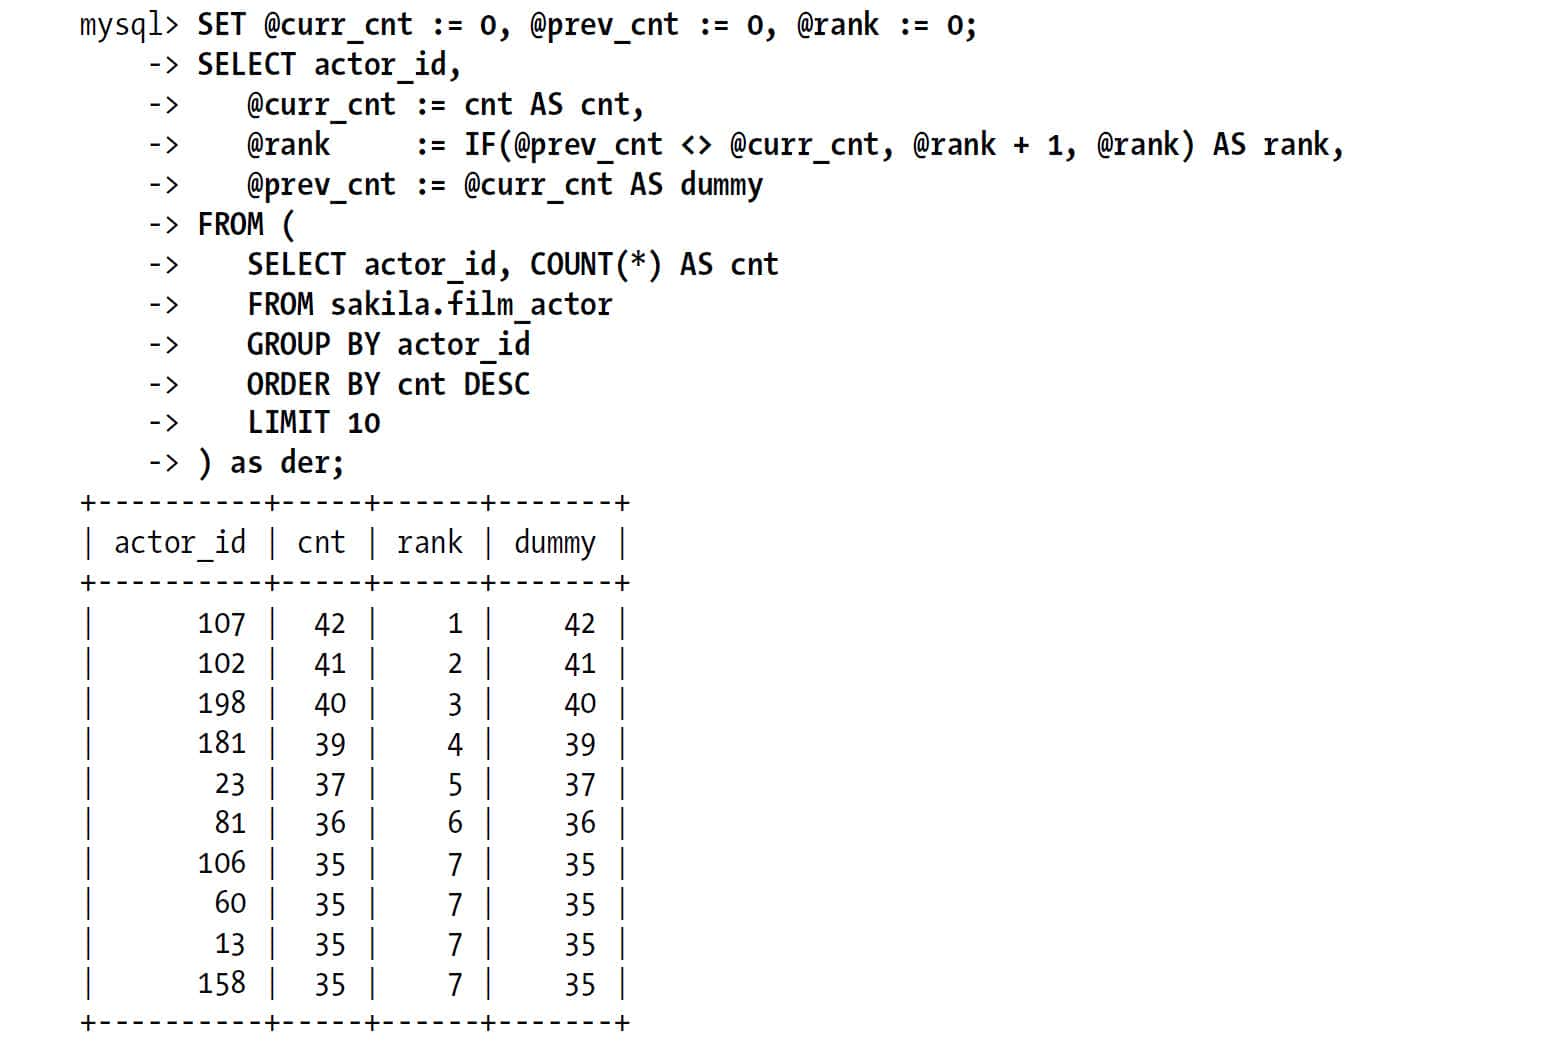 mysql> SET @curr_cnt := 0, @prev_cnt := 0, @rank := 0;
    -> SELECT actor_id,
    ->    @curr_cnt := cnt AS cnt,
    ->    @rank     := IF(@prev_cnt <> @curr_cnt, @rank + 1, @rank) AS rank,
    ->    @prev_cnt := @curr_cnt AS dummy
    -> FROM (
    ->    SELECT actor_id, COUNT(*) AS cnt
    ->    FROM sakila.film_actor
    ->    GROUP BY actor_id
    ->    ORDER BY cnt DESC
    ->    LIMIT 10
    -> ) as der;
+----------+-----+------+-------+
| actor_id | cnt | rank | dummy |
+----------+-----+------+-------+
|      107 |  42 |    1 |    42 |
|      102 |  41 |    2 |    41 |
|      198 |  40 |    3 |    40 |
|      181 |  39 |    4 |    39 |
|       23 |  37 |    5 |    37 |
|       81 |  36 |    6 |    36 |
|      106 |  35 |    7 |    35 |
|       60 |  35 |    7 |    35 |
|       13 |  35 |    7 |    35 |
|      158 |  35 |    7 |    35 |
+----------+-----+------+-------+